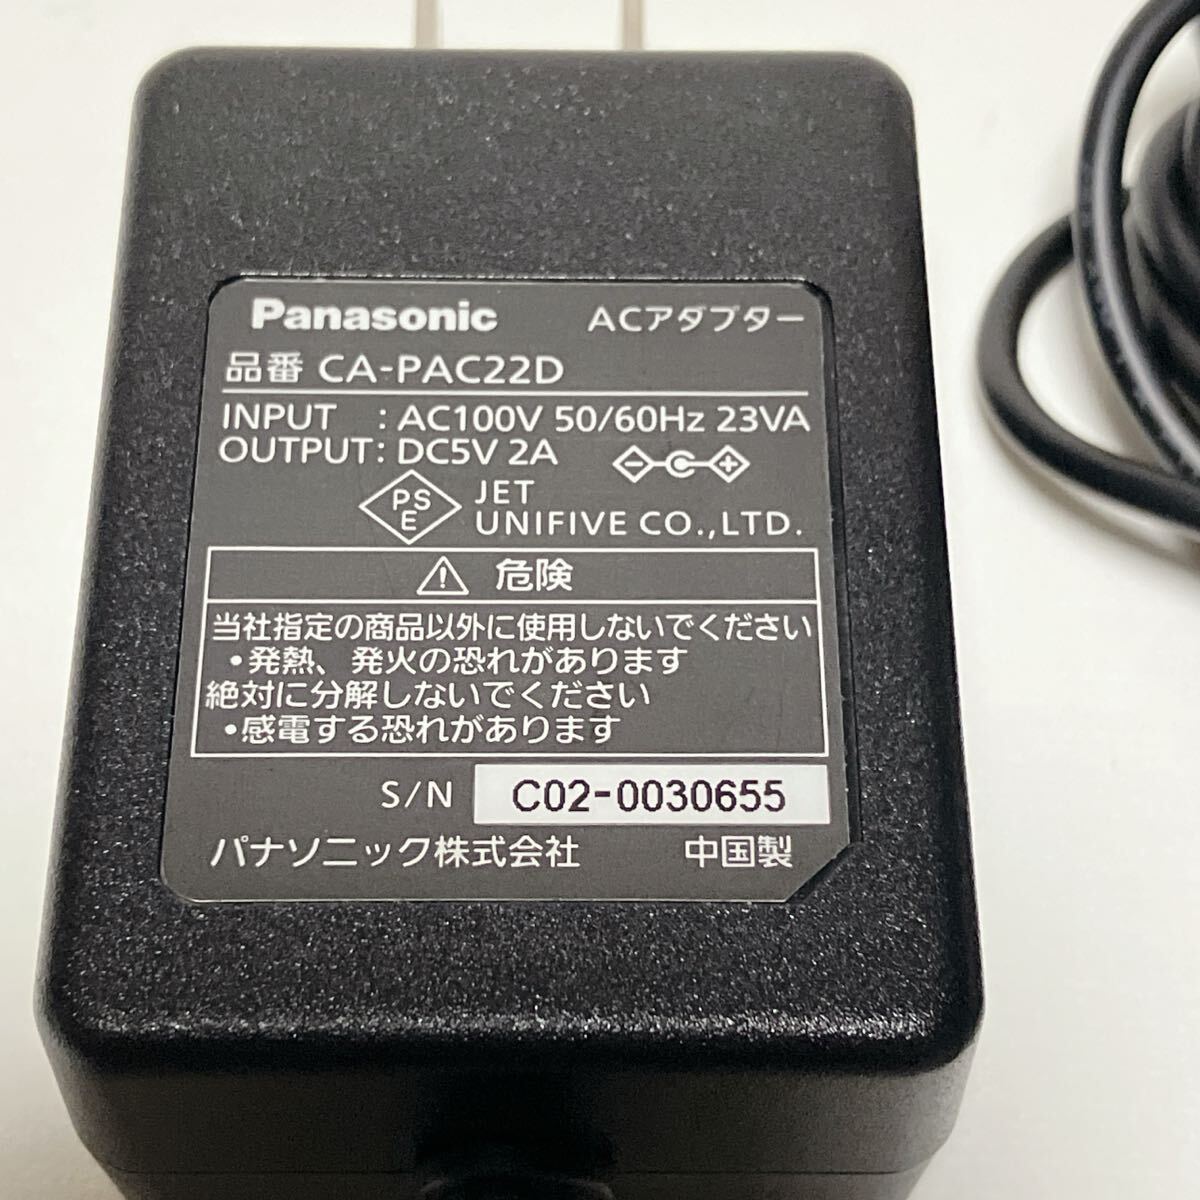 Panasonic ACアダプター
品番 CA-PAC22D
INPUT : AC100V 50/60Hz 23VA
OUTPUT: DC5V 2A
PSE JET
UNIFIVE CO.,LTD.
危険
当社指定の商品以外に使用しないでください
・発熱、発火の恐れがあります
絶対に分解しないでください
・感電する恐れがあります
S/N C02-0030655
パナソニック株式会社 中国製